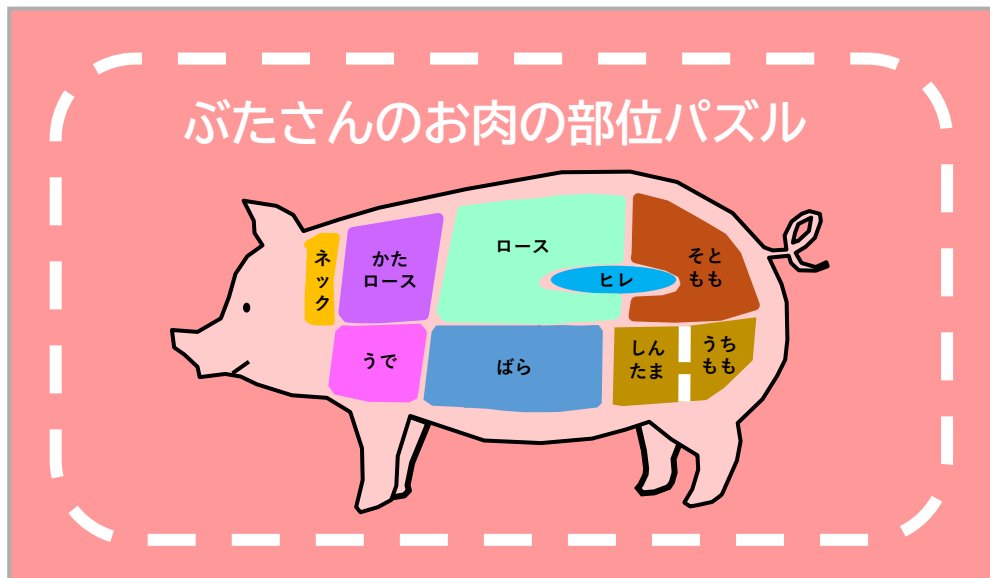 ぶたさんのお肉の部位パズル
ネック
かた
ロース
ロース
ヒレ
そと
もも
うで
ばら
しん
たま
うち
もも